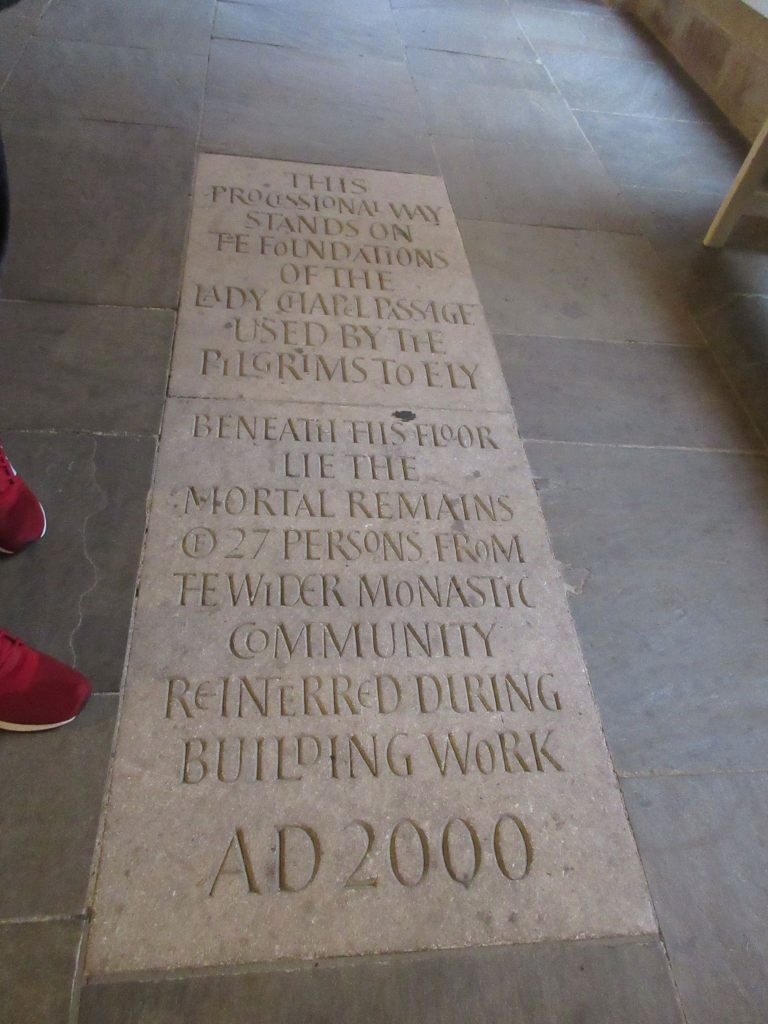 THIS
PROCESSIONAL WAY
STANDS ON
THE FOUNDATIONS
OF THE
LADY CHAPEL PASSAGE
USED BY THE
PILGRIMS TO ELY
BENEATH THIS FLOOR
LIE THE
MORTAL REMAINS
OF 27 PERSONS FROM
THE WIDER MONASTIC
COMMUNITY
REINTERRED DURING
BUILDING WORK
AD 2000